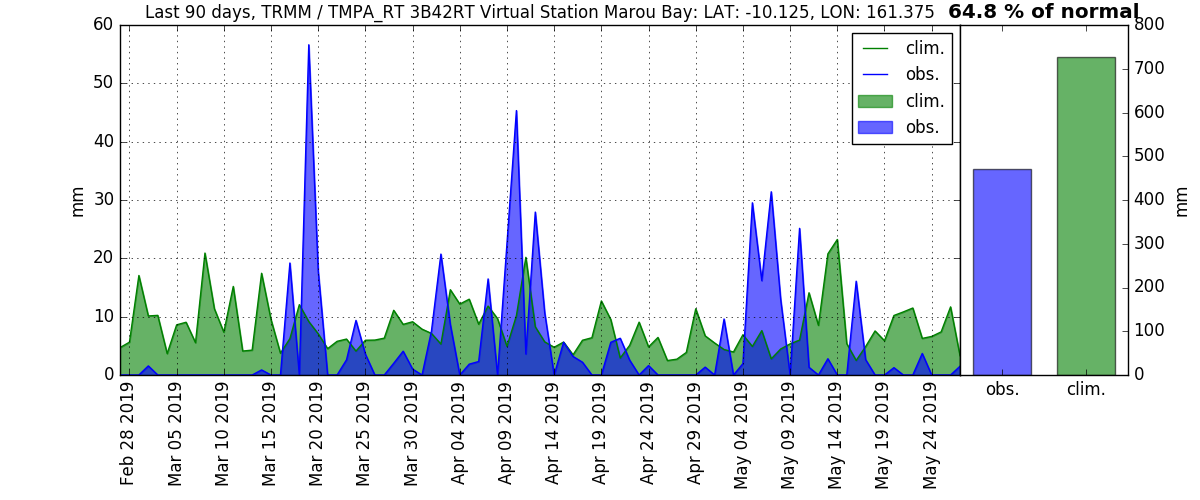 Last 90 days, TRMM / TMPA_RT 3B42RT Virtual Station Marou Bay: LAT: -10.125, LON: 161.375
64.8 % of normal
60
50
40
30
20
10
0
mm
clim.
obs.
clim.
obs.
Feb 28 2019
Mar 05 2019
Mar 10 2019
Mar 15 2019
Mar 20 2019
Mar 25 2019
Mar 30 2019
Apr 04 2019
Apr 09 2019
Apr 14 2019
Apr 19 2019
Apr 24 2019
Apr 29 2019
May 04 2019
May 09 2019
May 14 2019
May 19 2019
May 24 2019
obs.
clim.
800
700
600
500
400
300
200
100
0
mm